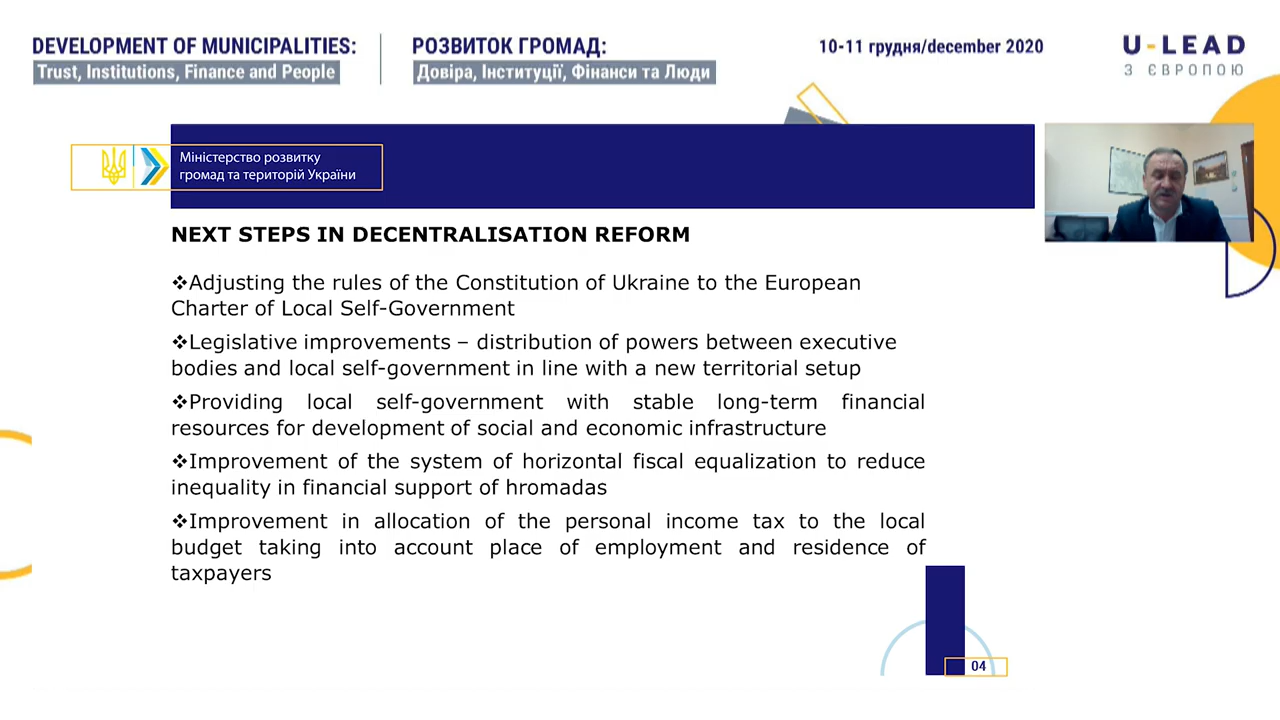 DEVELOPMENT OF MUNICIPALITIES:
Trust, Institutions, Finance and People
РОЗВИТОК ГРОМАД:
Довіра, Інституції, Фінанси та Люди
10-11 грудня/december 2020
U-LEAD
З ЄВРОПОЮ
Міністерство розвитку
громад та територій України
NEXT STEPS IN DECENTRALISATION REFORM
❖Adjusting the rules of the Constitution of Ukraine to the European
Charter of Local Self-Government
❖Legislative improvements – distribution of powers between executive
bodies and local self-government in line with a new territorial setup
❖Providing local self-government with stable long-term financial
resources for development of social and economic infrastructure
❖Improvement of the system of horizontal fiscal equalization to reduce
inequality in financial support of hromadas
❖Improvement in allocation of the personal income tax to the local
budget taking into account place of employment and residence of
taxpayers
04